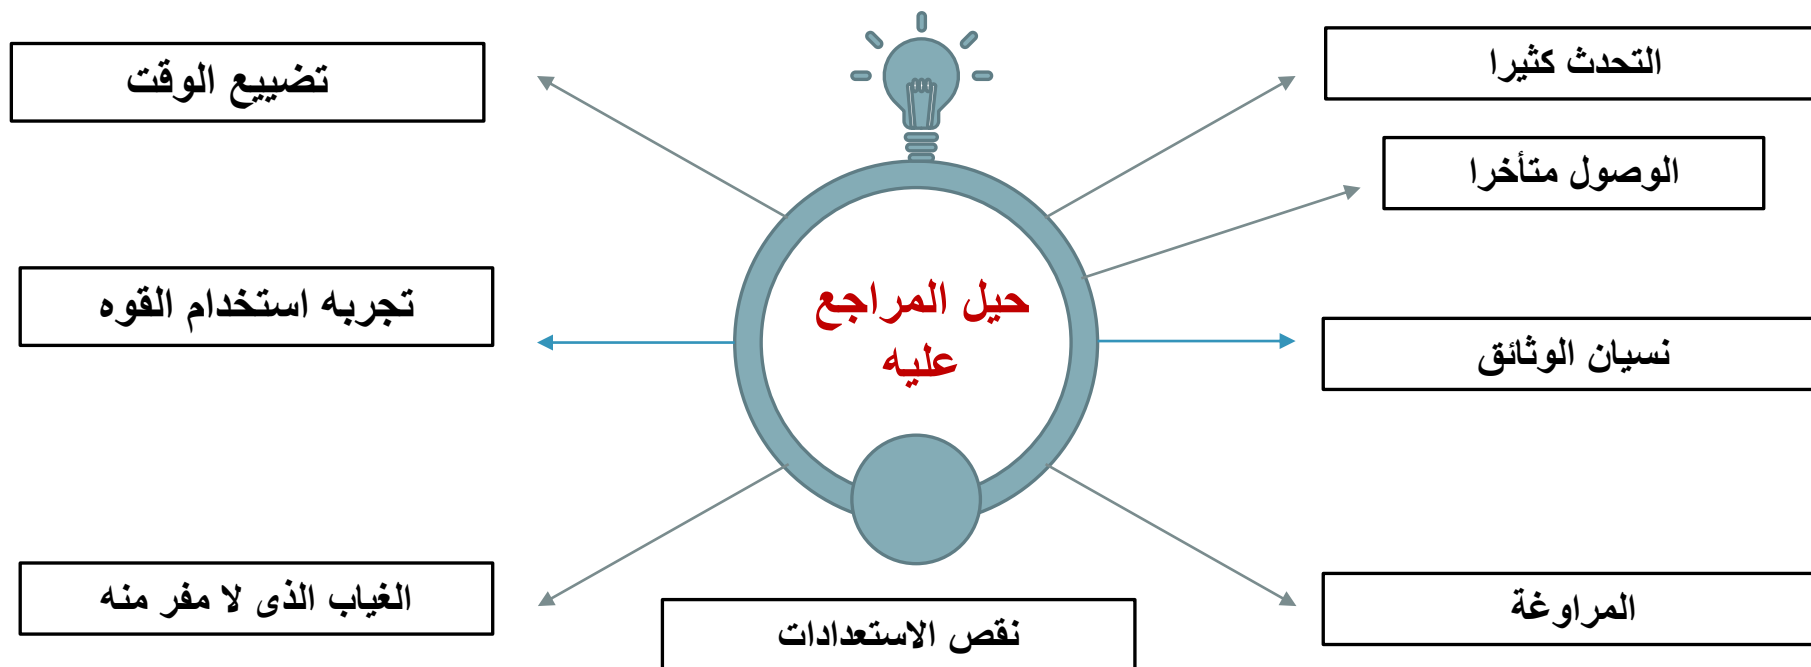 التحدث كثيرا
تضييع الوقت
الوصول متأخرا
حيل المراجع
عليه
تجربه استخدام القوه
نسيان الوثائق
الغياب الذى لا مفر منه
المراوغة
نقص الاستعدادات